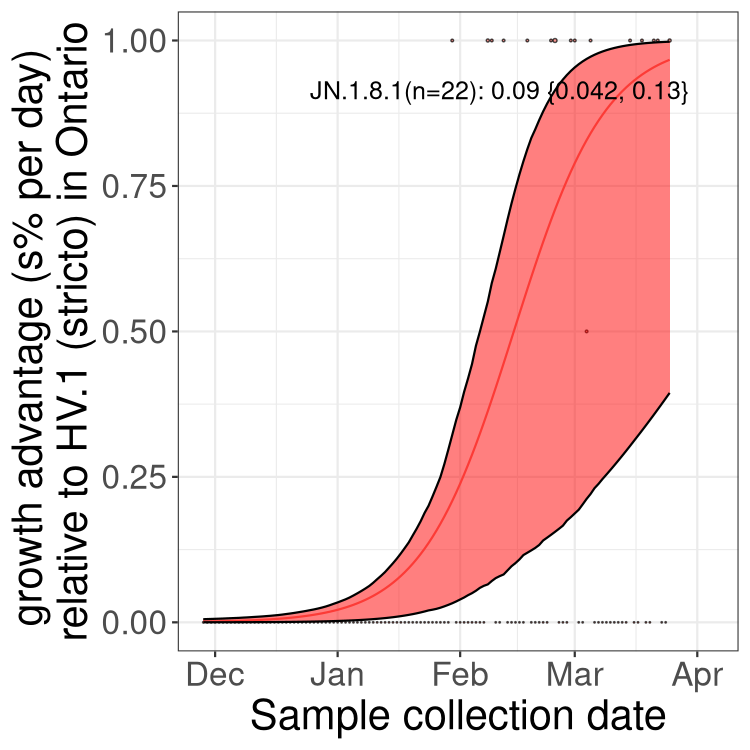 growth advantage (s% per day)
relative to HV.1 (stricto) in Ontario
1.00
0.75
0.50
0.25
0.00
JN.1.8.1(n=22): 0.09 {0.042, 0.13}
Dec Jan Feb Mar Apr
Sample collection date